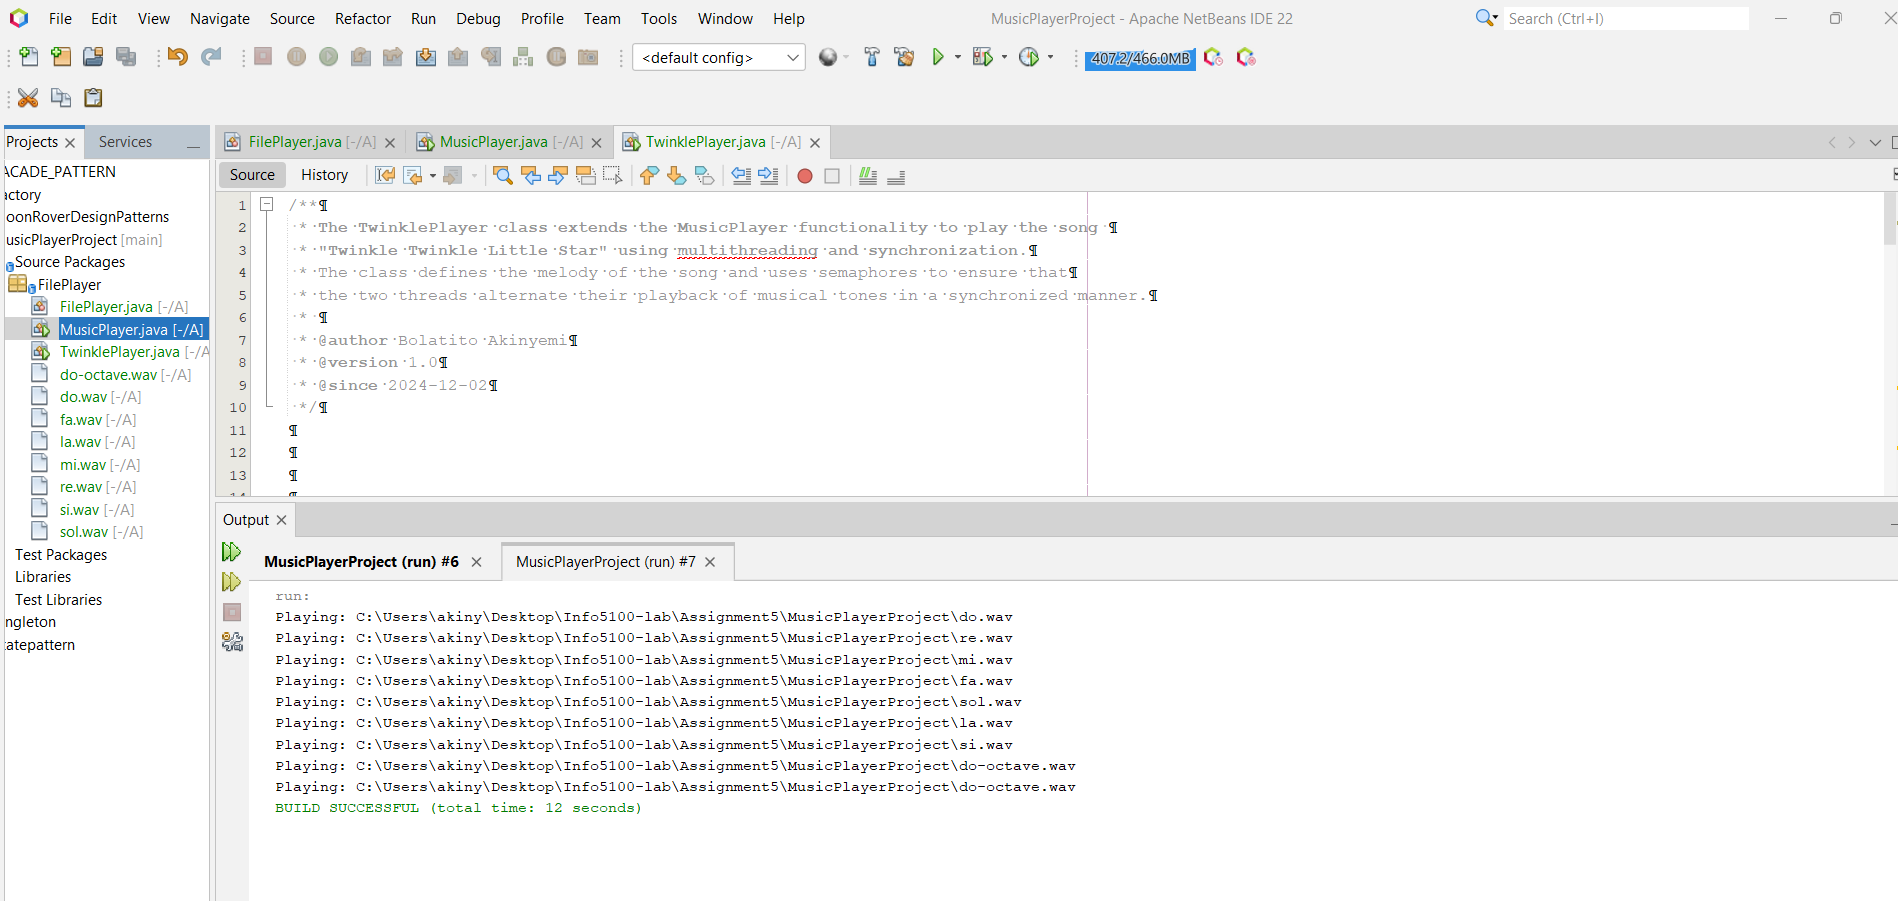 File Edit View Navigate Source Refactor Run Debug Profile Team Tools Window Help
MusicPlayerProject - Apache NetBeans IDE 22
Search (Ctrl+I)
<default config>
407.2/466.0MB
Projects
Services
ACADE_PATTERN
actory
oonRoverDesignPatterns
usicPlayerProject [main]
Source Packages
FilePlayer
FilePlayer.java [-/A]
MusicPlayer.java [-/A]
TwinklePlayer.java [-/A
do-octave.wav [-/A]
do.wav [-/A]
fa.wav [-/A]
la.wav [-/A]
mi.wav [-/A]
re.wav [-/A]
si.wav [-/A]
sol.wav [-/A]
Test Packages
Libraries
Test Libraries
ngleton
tatepattern
FilePlayer.java [-/A]
MusicPlayer.java [-/A]
TwinklePlayer.java [-/A]
Source History
1 /**¶
2 * The TwinklePlayer class extends the MusicPlayer functionality to play the song ¶
3 * "Twinkle Twinkle Little Star" using multithreading and synchronization.¶
4 * The class defines the melody of the song and uses semaphores to ensure that¶
5 * the two threads alternate their playback of musical tones in a synchronized manner.¶
6 * ¶
7 * @author Bolatito Akinyemi¶
8 * @version 1.0¶
9 * @since 2024-12-02¶
10 */¶
11 ¶
12 ¶
13 ¶
14 ¶
Output
MusicPlayerProject (run) #6
MusicPlayerProject (run) #7
run:
Playing: C:\Users\akiny\Desktop\Info5100-lab\Assignment5\MusicPlayerProject\do.wav
Playing: C:\Users\akiny\Desktop\Info5100-lab\Assignment5\MusicPlayerProject\re.wav
Playing: C:\Users\akiny\Desktop\Info5100-lab\Assignment5\MusicPlayerProject\mi.wav
Playing: C:\Users\akiny\Desktop\Info5100-lab\Assignment5\MusicPlayerProject\fa.wav
Playing: C:\Users\akiny\Desktop\Info5100-lab\Assignment5\MusicPlayerProject\sol.wav
Playing: C:\Users\akiny\Desktop\Info5100-lab\Assignment5\MusicPlayerProject\la.wav
Playing: C:\Users\akiny\Desktop\Info5100-lab\Assignment5\MusicPlayerProject\si.wav
Playing: C:\Users\akiny\Desktop\Info5100-lab\Assignment5\MusicPlayerProject\do-octave.wav
Playing: C:\Users\akiny\Desktop\Info5100-lab\Assignment5\MusicPlayerProject\do-octave.wav
BUILD SUCCESSFUL (total time: 12 seconds)